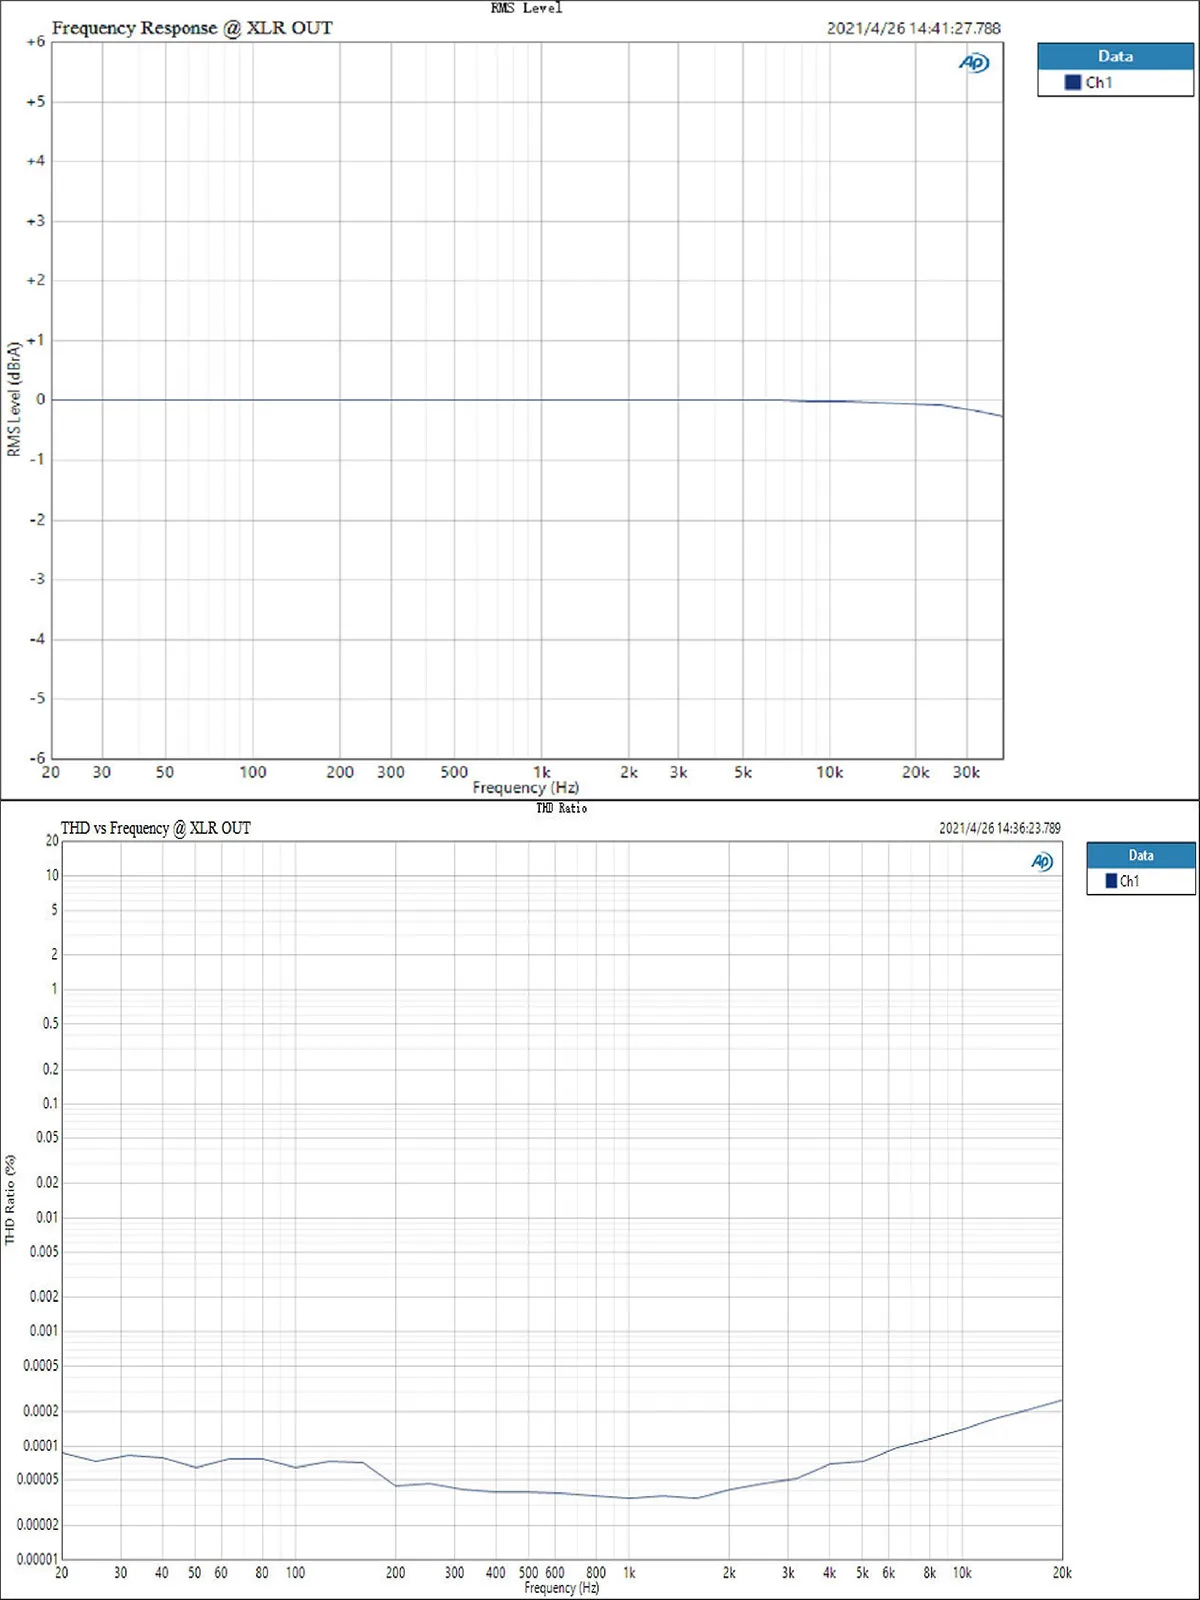 RMS Level
Frequency Response @ XLR OUT 2021/4/26 14:41:27.788
AP
Data
Ch1
+6
+5
+4
+3
+2
+1
0
-1
-2
-3
-4
-5
-6
RMS Level (dBrA)
20 30 50 100 200 300 500 1k 2k 3k 5k 10k 20k 30k
Frequency (Hz)
THD Ratio
THD vs Frequency @ XLR OUT 2021/4/26 14:36:23.789
AP
Data
Ch1
20
10
5
2
1
0.5
0.2
0.1
0.05
0.02
0.01
0.005
0.002
0.001
0.0005
0.0002
0.0001
0.00005
0.00002
0.00001
THD Ratio (%)
20 30 40 50 60 80 100 200 300 400 500 600 800 1k 2k 3k 4k 5k 6k 8k 10k 20k
Frequency (Hz)